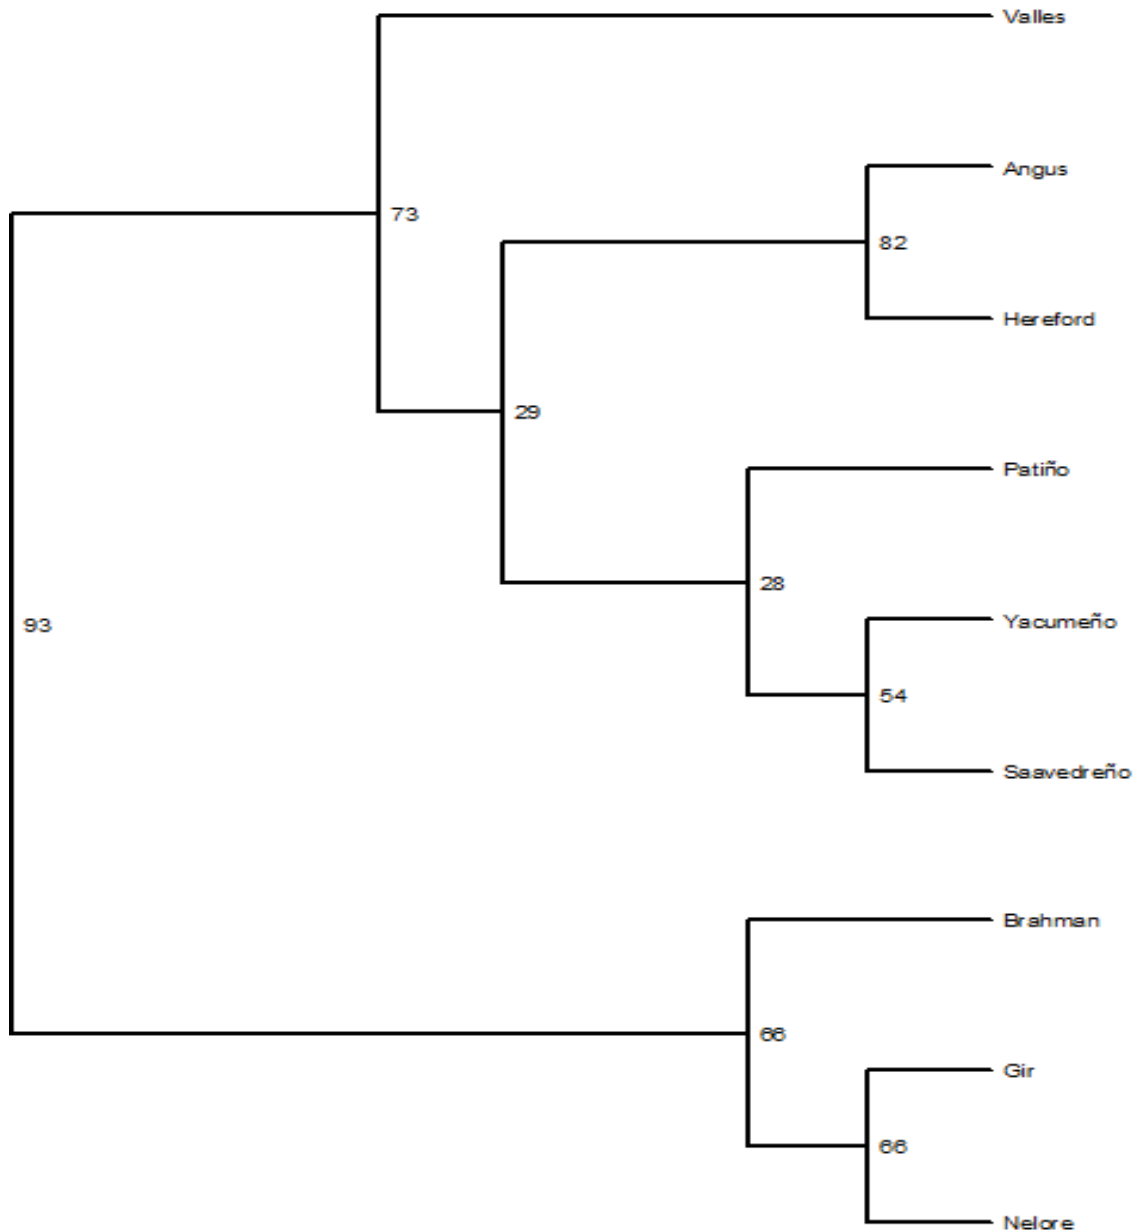 Valles
Angus
73
82
Hereford
29
Patiño
28
Yacumeño
93
54
Saavedreño
Brahman
66
Gir
66
Nelore